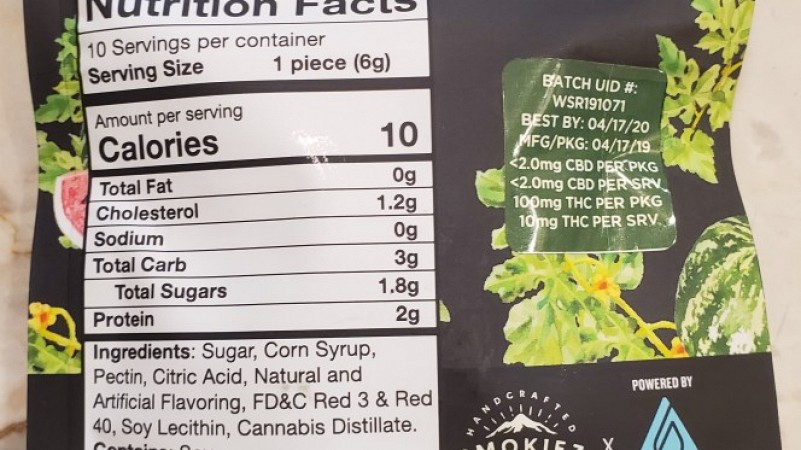 Nutrition Facts
10 Servings per container
Serving Size 1 piece (6g)
Amount per serving
Calories 10
Total Fat 0g
Cholesterol 1.2g
Sodium 0g
Total Carb 3g
Total Sugars 1.8g
Protein 2g
Ingredients: Sugar, Corn Syrup,
Pectin, Citric Acid, Natural and
Artificial Flavoring, FD&C Red 3 & Red
40, Soy Lecithin, Cannabis Distillate.
Contains:
BATCH UID #:
WSR191071
BEST BY: 04/17/20
MFG/PKG: 04/17/19
<2.0mg CBD PER PKG
<2.0mg CBD PER SRV
100mg THC PER PKG
10mg THC PER SRV
HANDCRAFTED
SMOKIEZ X
POWERED BY